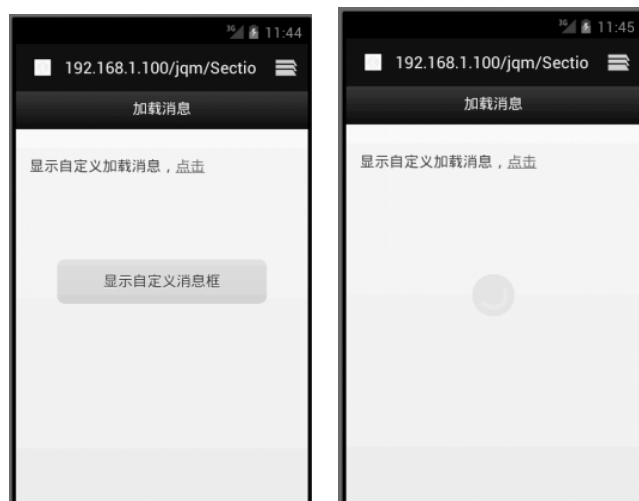 3G 11:44
192.168.1.100/jqm/Sectio
加载消息
显示自定义加载消息，点击
显示自定义消息框
3G 11:45
192.168.1.100/jqm/Sectio
加载消息
显示自定义加载消息，点击